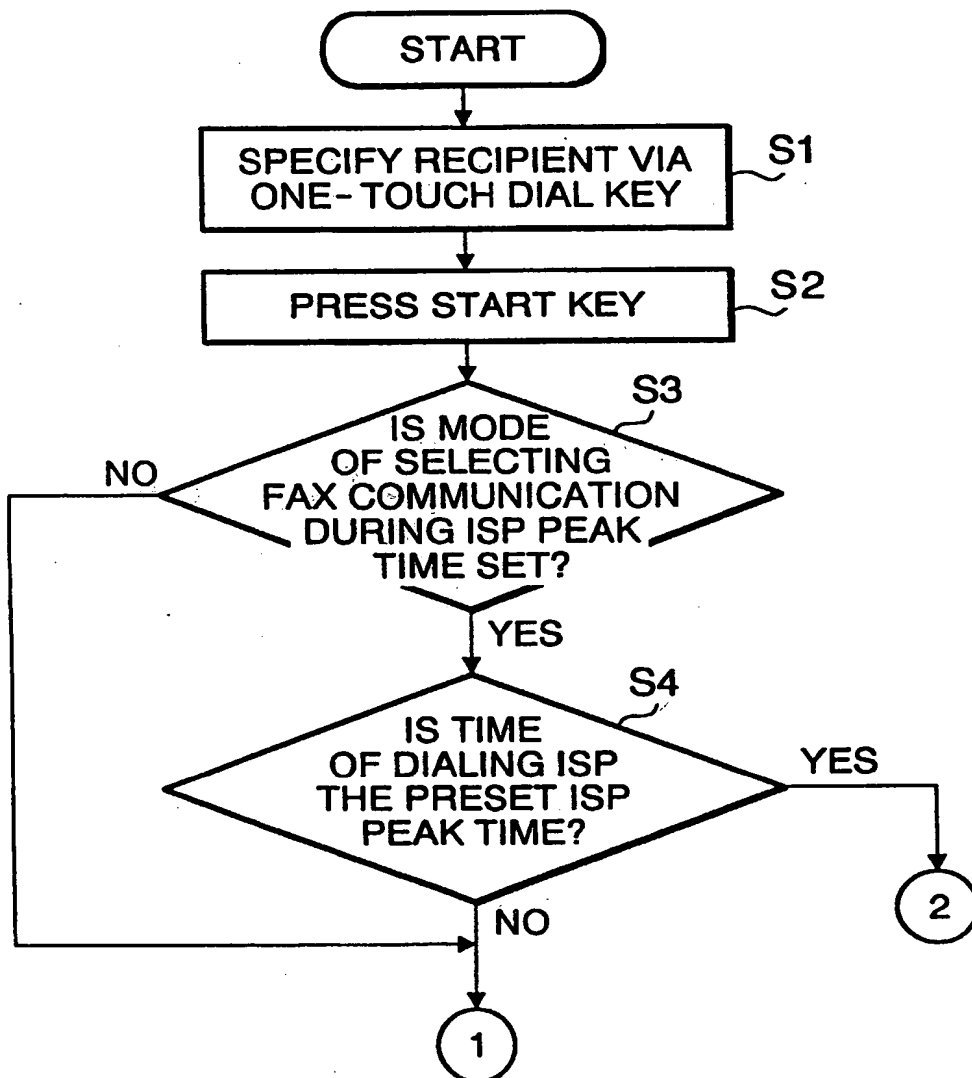 START
SPECIFY RECIPIENT VIA
ONE-TOUCH DIAL KEY
S1
PRESS START KEY
S2
S3
IS MODE
OF SELECTING
FAX COMMUNICATION
DURING ISP PEAK
TIME SET?
NO
YES
S4
IS TIME
OF DIALING ISP
THE PRESET ISP
PEAK TIME?
YES
NO
2
1